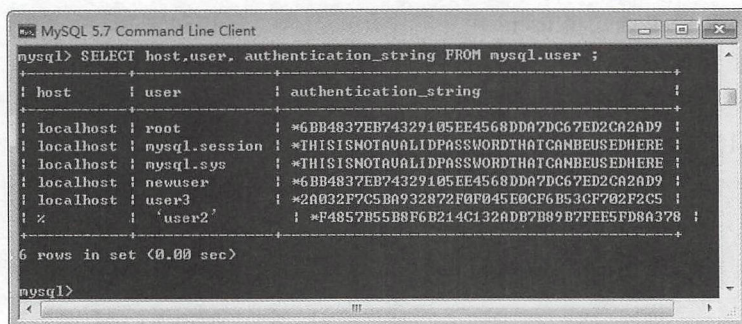 MySQL 5.7 Command Line Client
mysql> SELECT host,user, authentication_string FROM mysql.user ;
+-----------+---------------+-------------------------------------------+
| host | user | authentication_string |
+-----------+---------------+-------------------------------------------+
| localhost | root | *6BB4837EB74329105EE4568DDA7DC67ED2CA2AD9 |
| localhost | mysql.session | *THISISNOTAVALIDPASSWORDTHATCANBEUSEDHERE |
| localhost | mysql.sys | *THISISNOTAVALIDPASSWORDTHATCANBEUSEDHERE |
| localhost | newuser | *6BB4837EB74329105EE4568DDA7DC67ED2CA2AD9 |
| localhost | user3 | *2A032F7C5BA932872F0F045E0CF6B53CF702F2C5 |
| % | ‘user2’ | *F4857B55B8F6B214C132ADB7B89B7FEE5FD8A378 |
+-----------+---------------+-------------------------------------------+
6 rows in set (0.00 sec)
mysql>